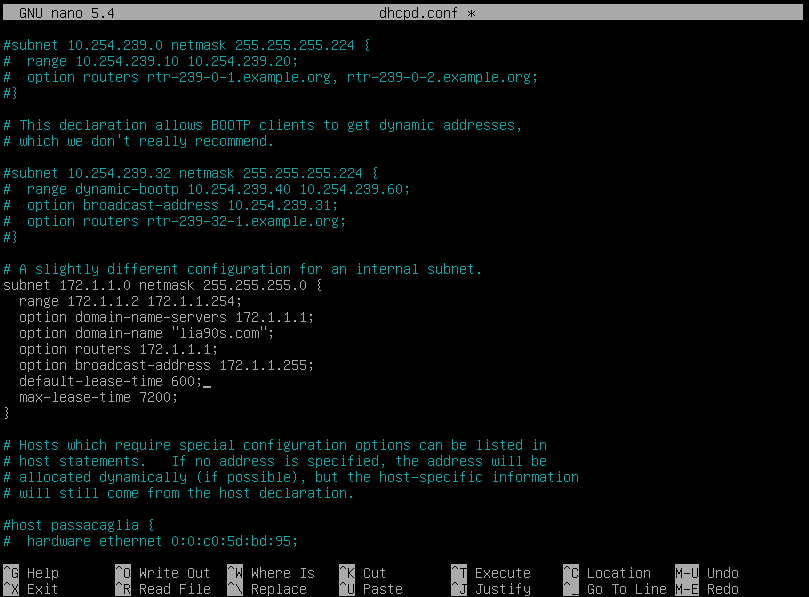 GNU nano 5.4 dhcpd.conf *
#subnet 10.254.239.0 netmask 255.255.255.224 {
#  range 10.254.239.10 10.254.239.20;
#  option routers rtr-239-0-1.example.org, rtr-239-0-2.example.org;
#}
# This declaration allows BOOTP clients to get dynamic addresses,
# which we don't really recommend.
#subnet 10.254.239.32 netmask 255.255.255.224 {
#  range dynamic-bootp 10.254.239.40 10.254.239.60;
#  option broadcast-address 10.254.239.31;
#  option routers rtr-239-32-1.example.org;
#}
# A slightly different configuration for an internal subnet.
subnet 172.1.1.0 netmask 255.255.255.0 {
  range 172.1.1.2 172.1.1.254;
  option domain-name-servers 172.1.1.1;
  option domain-name "lia90s.com";
  option routers 172.1.1.1;
  option broadcast-address 172.1.1.255;
  default-lease-time 600;_
  max-lease-time 7200;
}
# Hosts which require special configuration options can be listed in
# host statements.   If no address is specified, the address will be
# allocated dynamically (if possible), but the host-specific information
# will still come from the host declaration.
#host passacaglia {
#  hardware ethernet 0:0:c0:5d:bd:95;
^G Help ^O Write Out ^W Where Is ^K Cut ^T Execute ^C Location M-U Undo
^X Exit ^R Read File ^\ Replace ^U Paste ^J Justify ^_ Go To Line M-E Redo